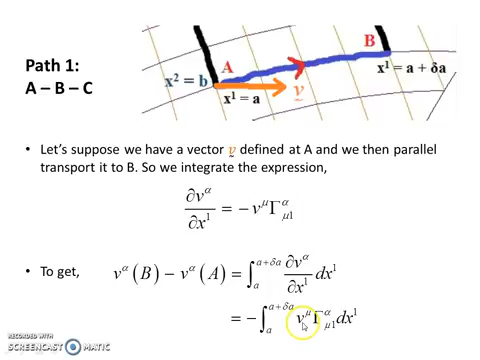 Path 1:
A – B – C
A
B
x² = b
x¹ = a
v
x¹ = a + δa
• Let's suppose we have a vector v defined at A and we then parallel
transport it to B. So we integrate the expression,
∂v^α/∂x¹ = − v^μ Γ^α_μ1
• To get, v^α(B) − v^α(A) = ∫_a^{a+δa} ∂v^α/∂x¹ dx¹
= − ∫_a^{a+δa} v^μ Γ^α_μ1 dx¹
RECORDED WITH
SCREENCAST MATIC